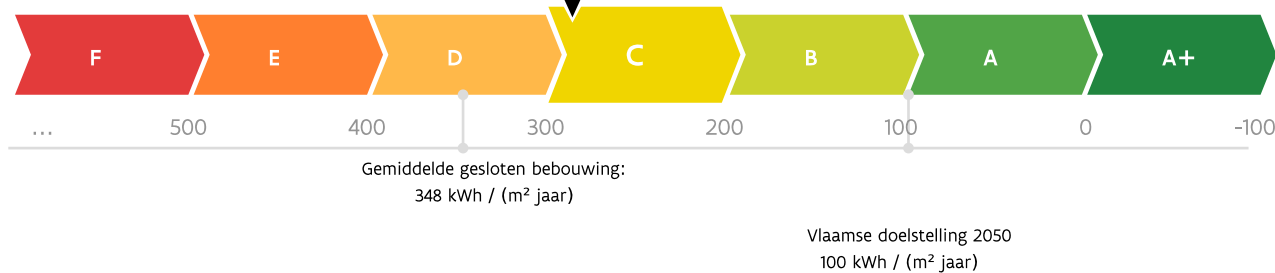 F E D C B A A+
... 500 400 300 200 100 0 -100
Gemiddelde gesloten bebouwing:
348 kWh / (m² jaar)
Vlaamse doelstelling 2050
100 kWh / (m² jaar)